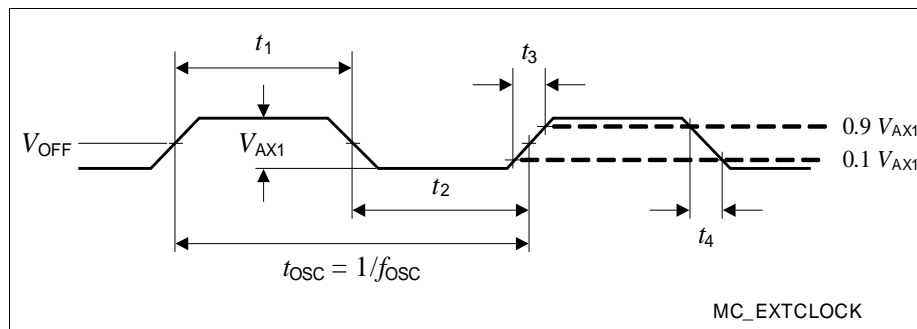 t1
t3
VOFF
VAX1
0.9 VAX1
0.1 VAX1
t2
t4
tOSC = 1/fOSC
MC_EXTCLOCK